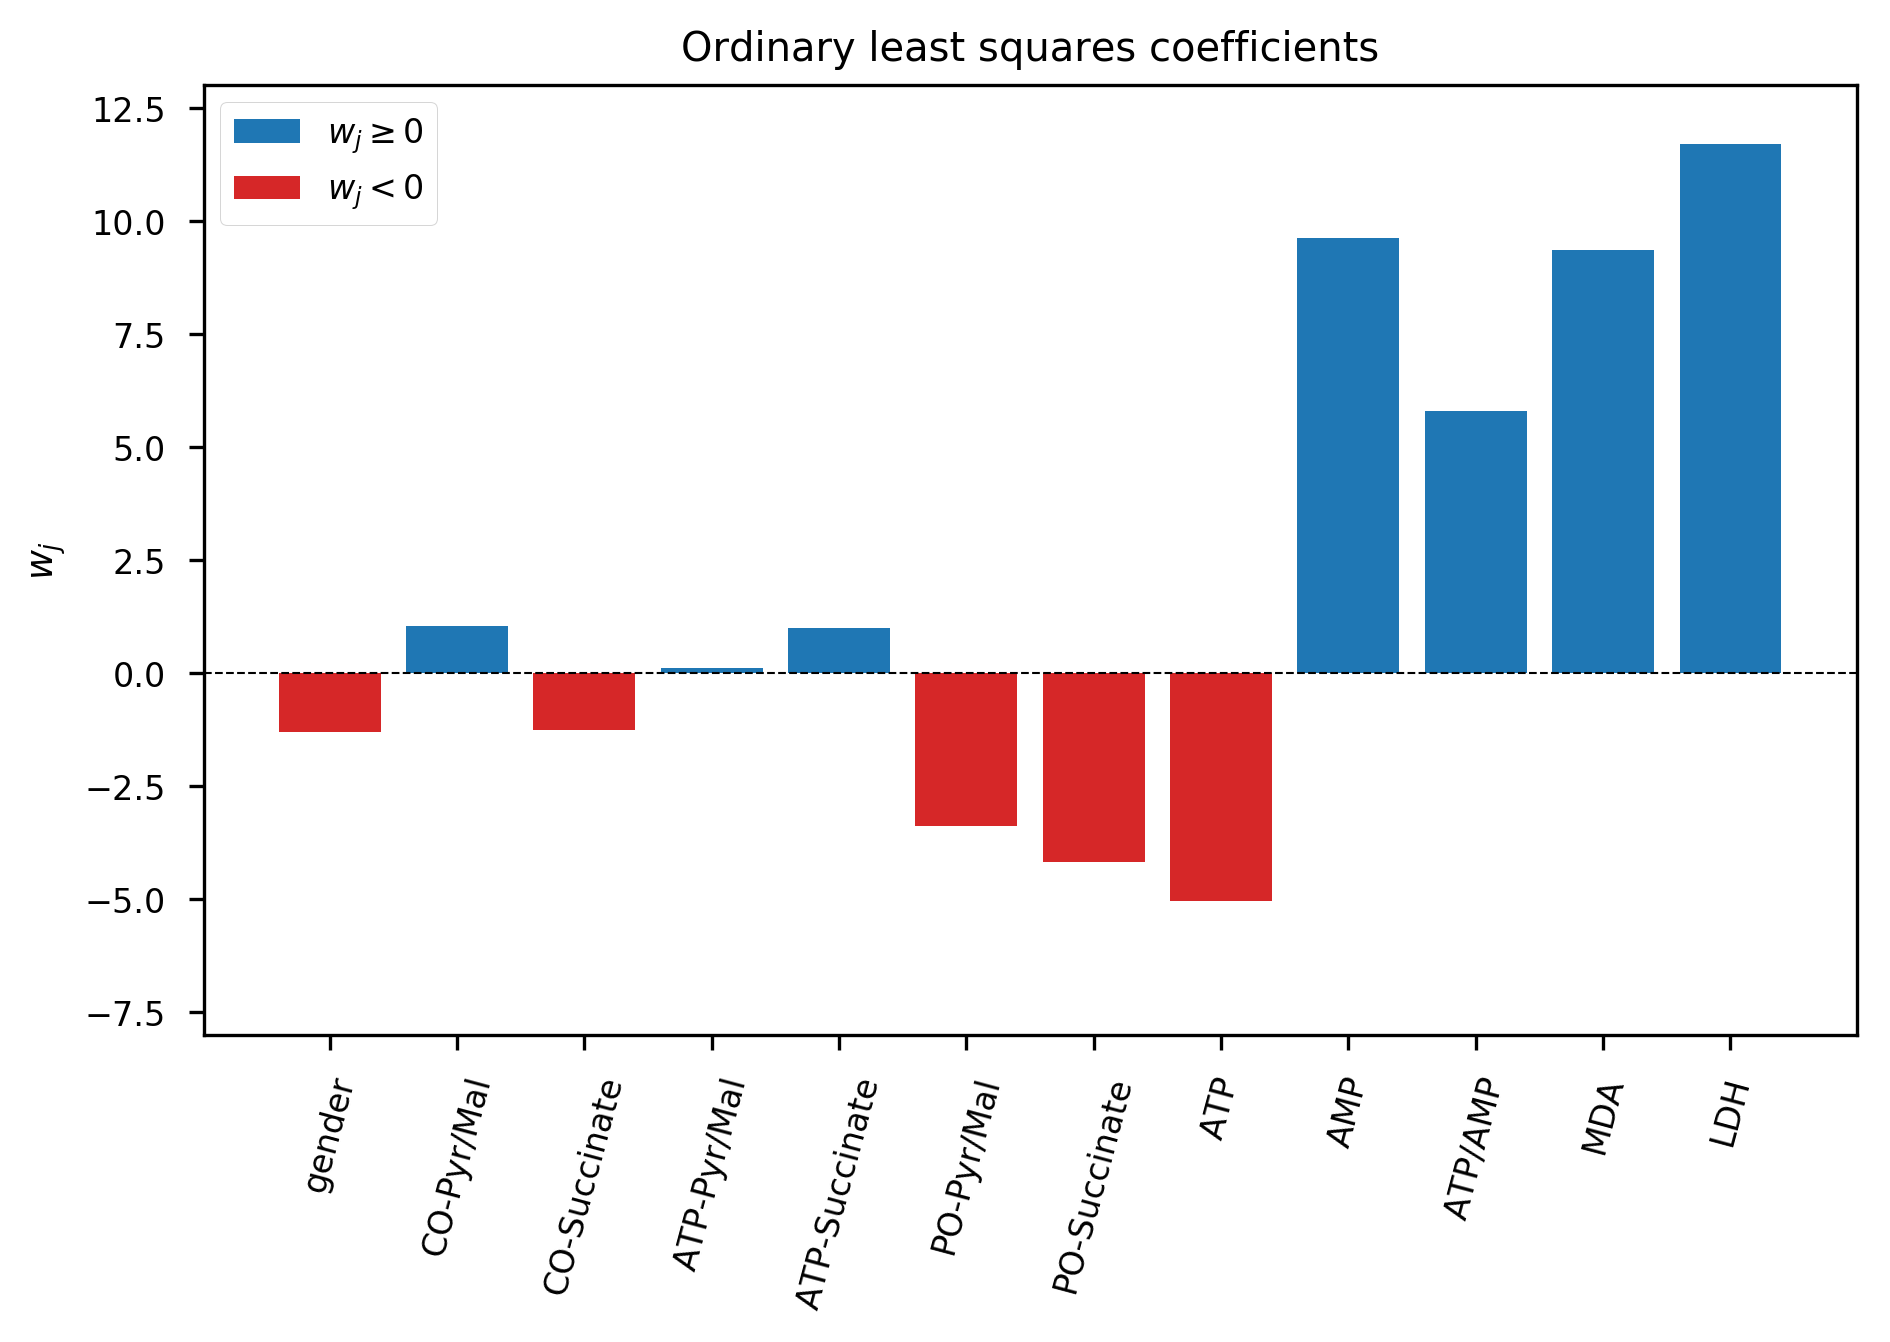 Ordinary least squares coefficients
w_j ≥ 0
w_j < 0
12.5
10.0
7.5
5.0
2.5
0.0
−2.5
−5.0
−7.5
w_j
gender
CO-Pyr/Mal
CO-Succinate
ATP-Pyr/Mal
ATP-Succinate
PO-Pyr/Mal
PO-Succinate
ATP
AMP
ATP/AMP
MDA
LDH